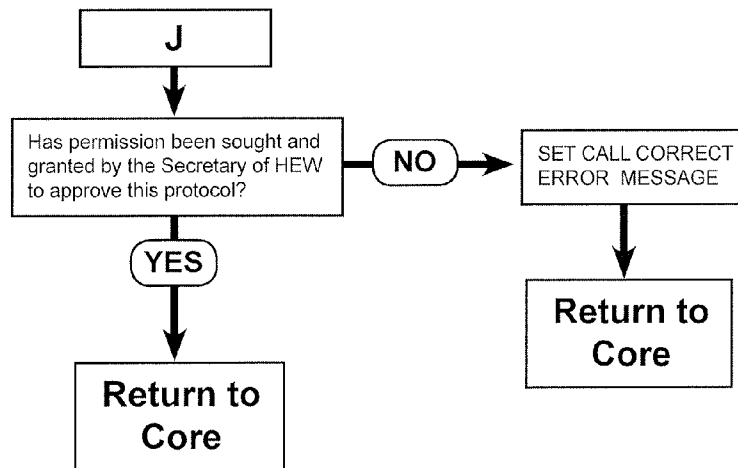 J
Has permission been sought and
granted by the Secretary of HEW
to approve this protocol?
NO
SET CALL CORRECT
ERROR MESSAGE
YES
Return to
Core
Return to
Core